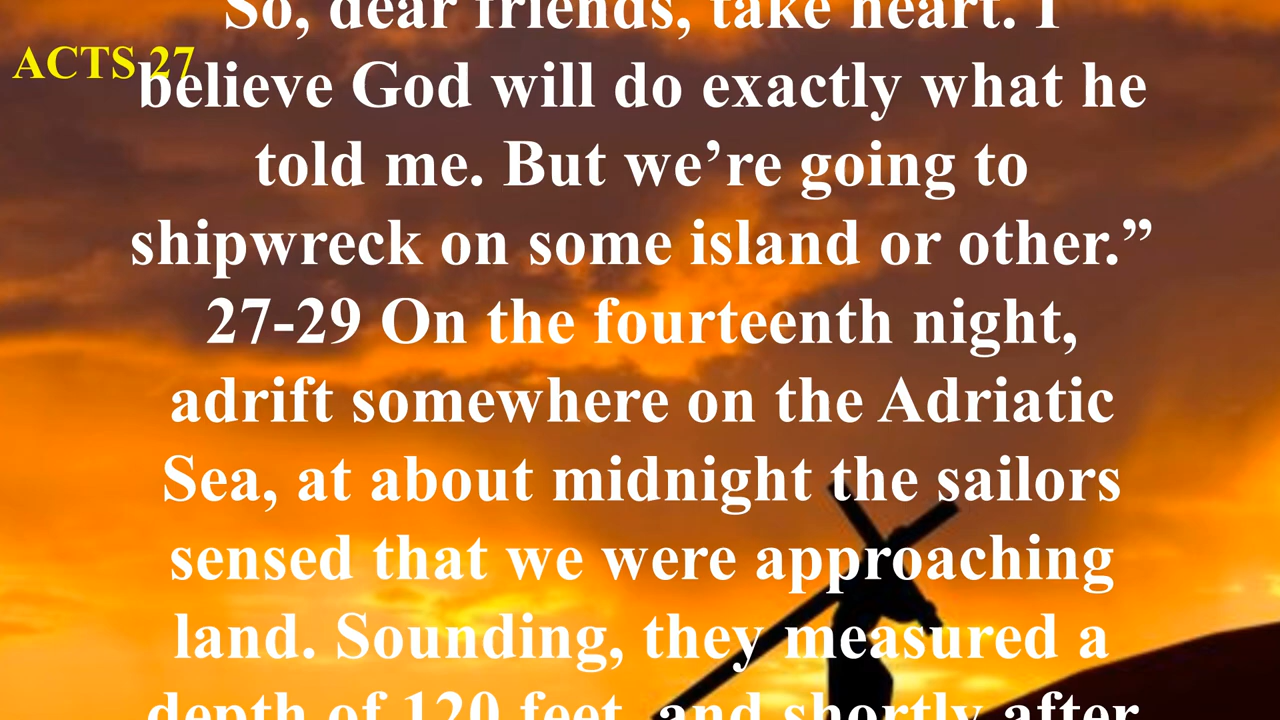 So, dear friends, take heart. I
ACTS 27
believe God will do exactly what he
told me. But we’re going to
shipwreck on some island or other.”
27-29 On the fourteenth night,
adrift somewhere on the Adriatic
Sea, at about midnight the sailors
sensed that we were approaching
land. Sounding, they measured a
depth of 120 feet, and shortly after